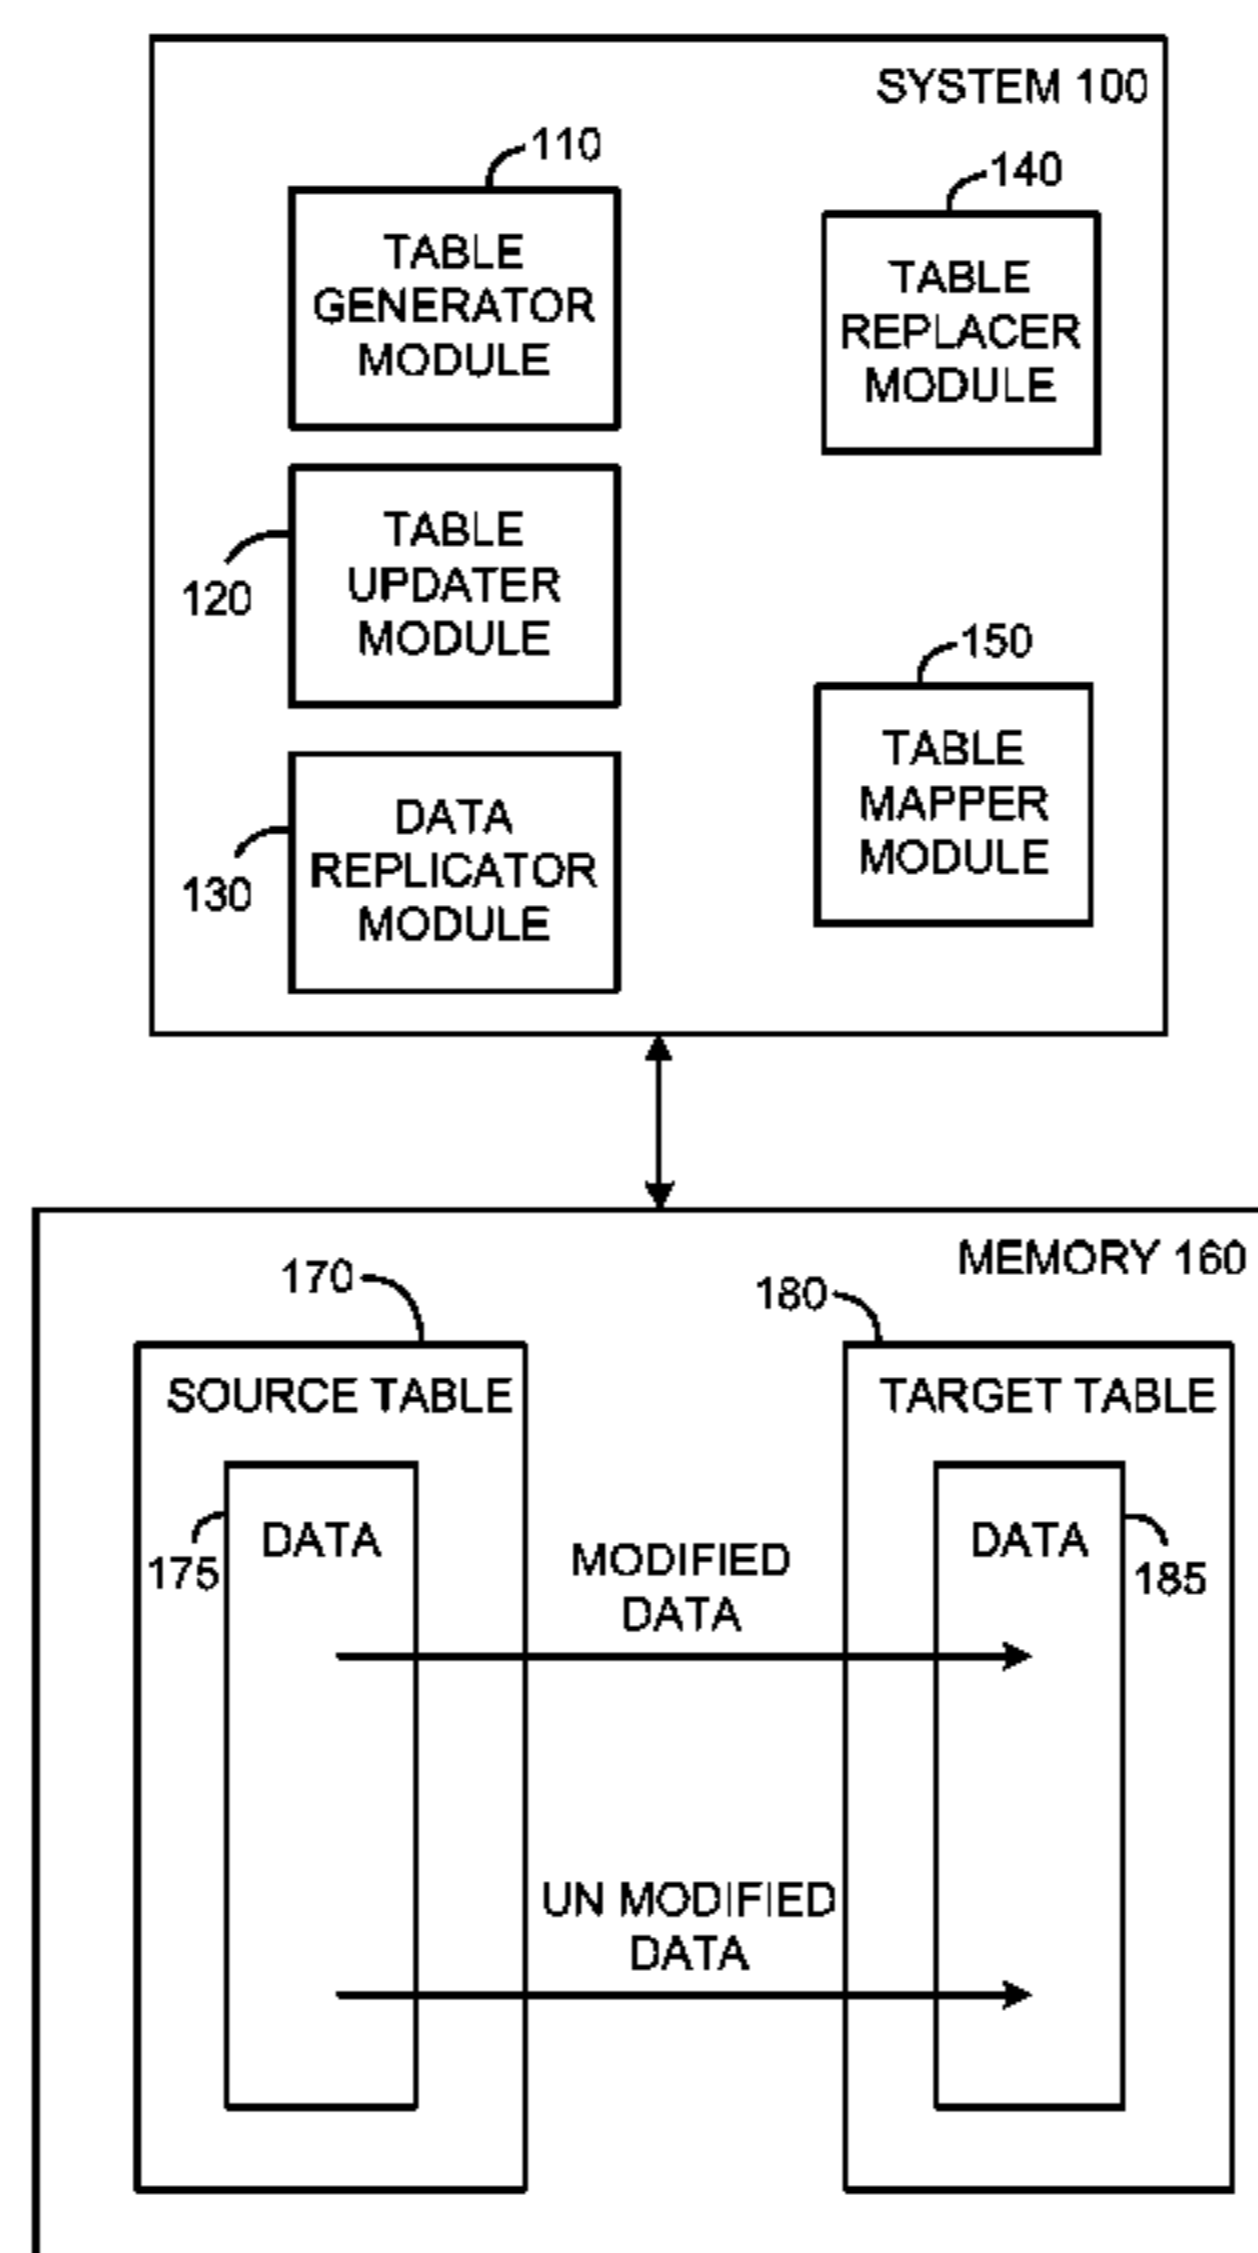 SYSTEM 100
110
TABLE
GENERATOR
MODULE
140
TABLE
REPLACER
MODULE
120
TABLE
UPDATER
MODULE
150
TABLE
MAPPER
MODULE
130
DATA
REPLICATOR
MODULE
MEMORY 160
170
SOURCE TABLE
180
TARGET TABLE
175
DATA
DATA
185
MODIFIED
DATA
UN MODIFIED
DATA